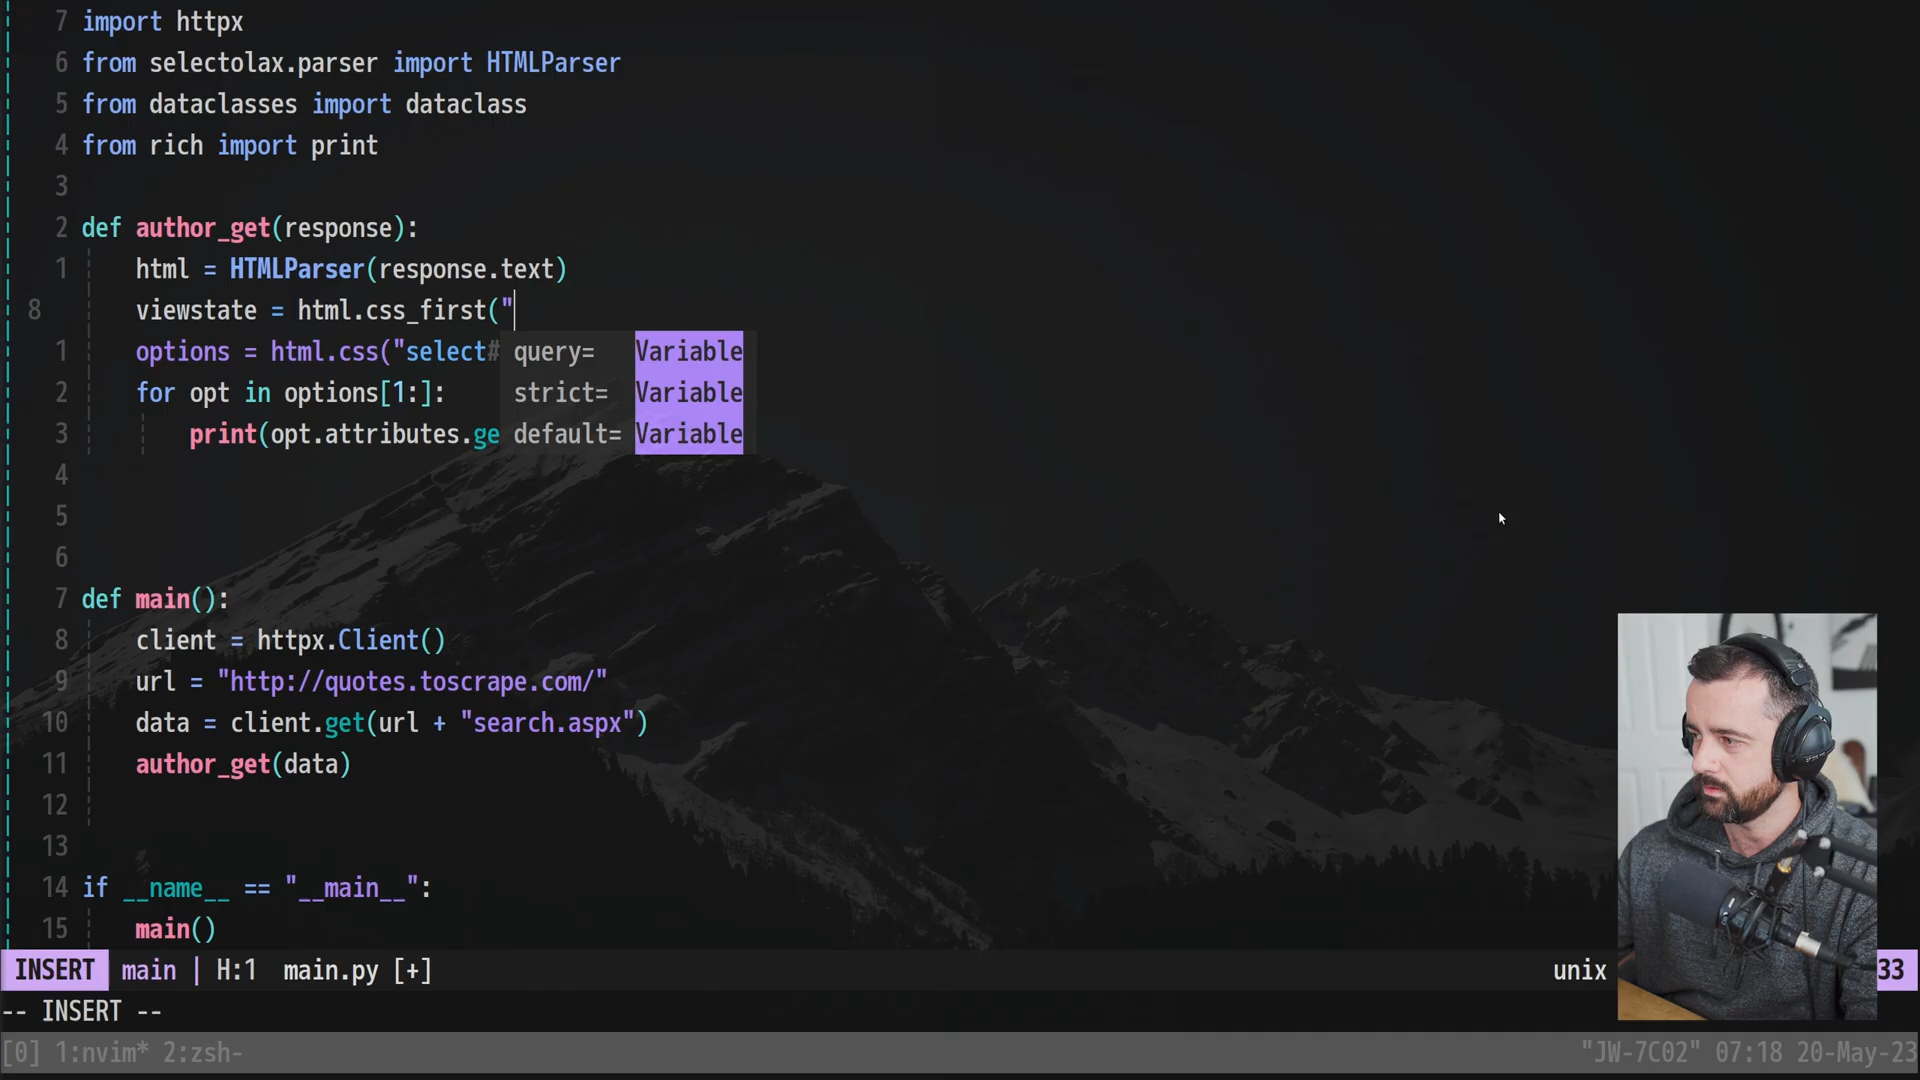 7 import httpx
6 from selectolax.parser import HTMLParser
5 from dataclasses import dataclass
4 from rich import print
3
2 def author_get(response):
1 html = HTMLParser(response.text)
8 viewstate = html.css_first("
1 options = html.css("select# query= Variable
2 for opt in options[1:]: strict= Variable
3 print(opt.attributes.ge default= Variable
4
5
6
7 def main():
8 client = httpx.Client()
9 url = "http://quotes.toscrape.com/"
10 data = client.get(url + "search.aspx")
11 author_get(data)
12
13
14 if __name__ == "__main__":
15 main()
INSERT main | H:1 main.py [+] unix 33
-- INSERT --
[0] 1:nvim* 2:zsh- "JW-7C02" 07:18 20-May-23